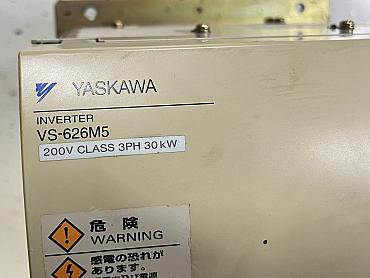 YASKAWA
INVERTER
VS-626M5
200V CLASS 3PH 30kW
危険
WARNING
感電の恐れが
あります。